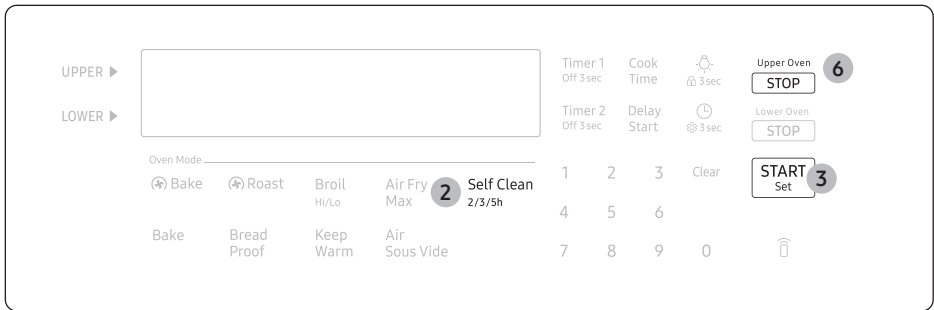 UPPER ▶
LOWER ▶
Timer 1
Off 3 sec
Cook
Time
3 sec
Upper Oven
STOP
6
Timer 2
Off 3 sec
Delay
Start
3 sec
Lower Oven
STOP
Oven Mode
Bake
Roast
Broil
Hi/Lo
Air Fry
Max
2
Self Clean
2/3/5h
1 2 3 Clear
START
Set
3
4 5 6
Bake
Bread
Proof
Keep
Warm
Air
Sous Vide
7 8 9 0